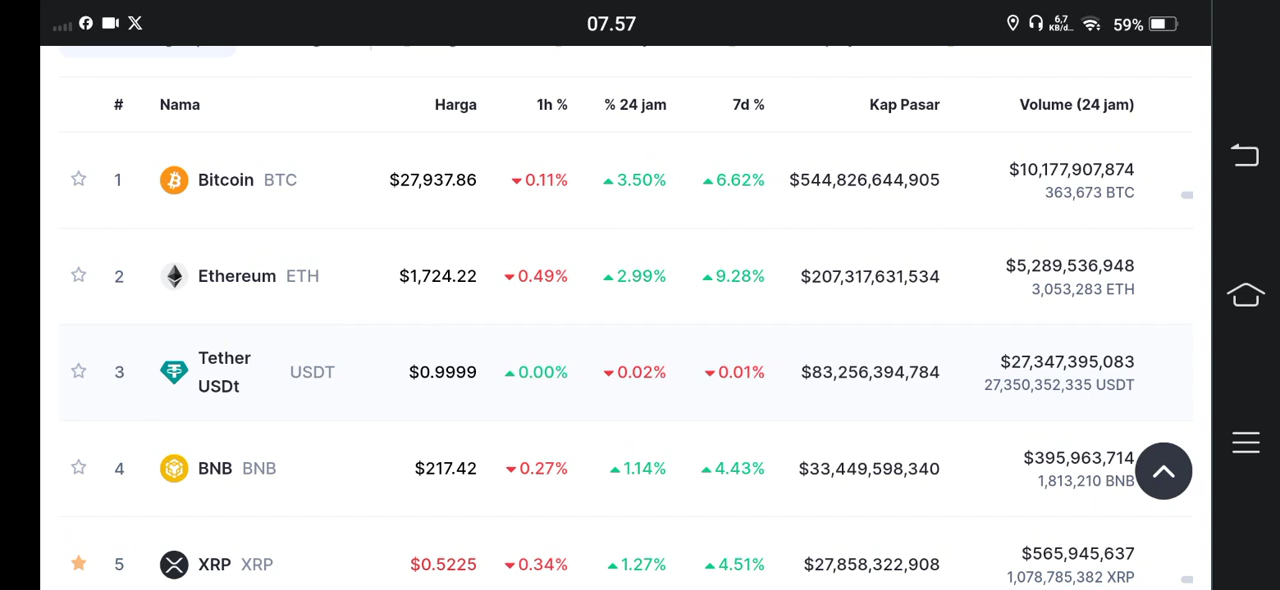 07.57
6,7
KB/d...
59%
# Nama Harga 1h % % 24 jam 7d % Kap Pasar Volume (24 jam)
1 Bitcoin BTC $27,937.86 0.11% 3.50% 6.62% $544,826,644,905 $10,177,907,874
363,673 BTC
2 Ethereum ETH $1,724.22 0.49% 2.99% 9.28% $207,317,631,534 $5,289,536,948
3,053,283 ETH
3 Tether USDt USDT $0.9999 0.00% 0.02% 0.01% $83,256,394,784 $27,347,395,083
27,350,352,335 USDT
4 BNB BNB $217.42 0.27% 1.14% 4.43% $33,449,598,340 $395,963,714
1,813,210 BNB
5 XRP XRP $0.5225 0.34% 1.27% 4.51% $27,858,322,908 $565,945,637
1,078,785,382 XRP